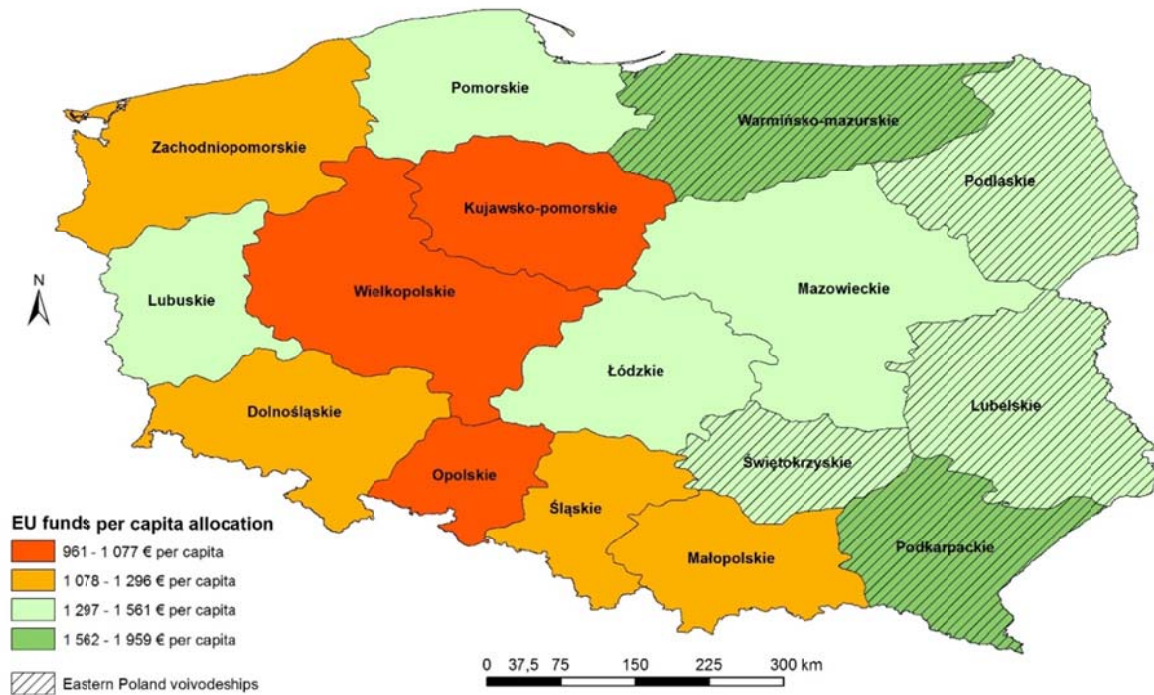 Pomorskie
Warmińsko-mazurskie
Zachodniopomorskie
Podlaskie
Kujawsko-pomorskie
N
Lubuskie
Wielkopolskie
Mazowieckie
Łódzkie
Dolnośląskie
Lubelskie
Opolskie
Świętokrzyskie
Śląskie
Małopolskie
Podkarpackie
EU funds per capita allocation
961 - 1 077 € per capita
1 078 - 1 296 € per capita
1 297 - 1 561 € per capita
1 562 - 1 959 € per capita
Eastern Poland voivodeships
0 37,5 75 150 225 300 km